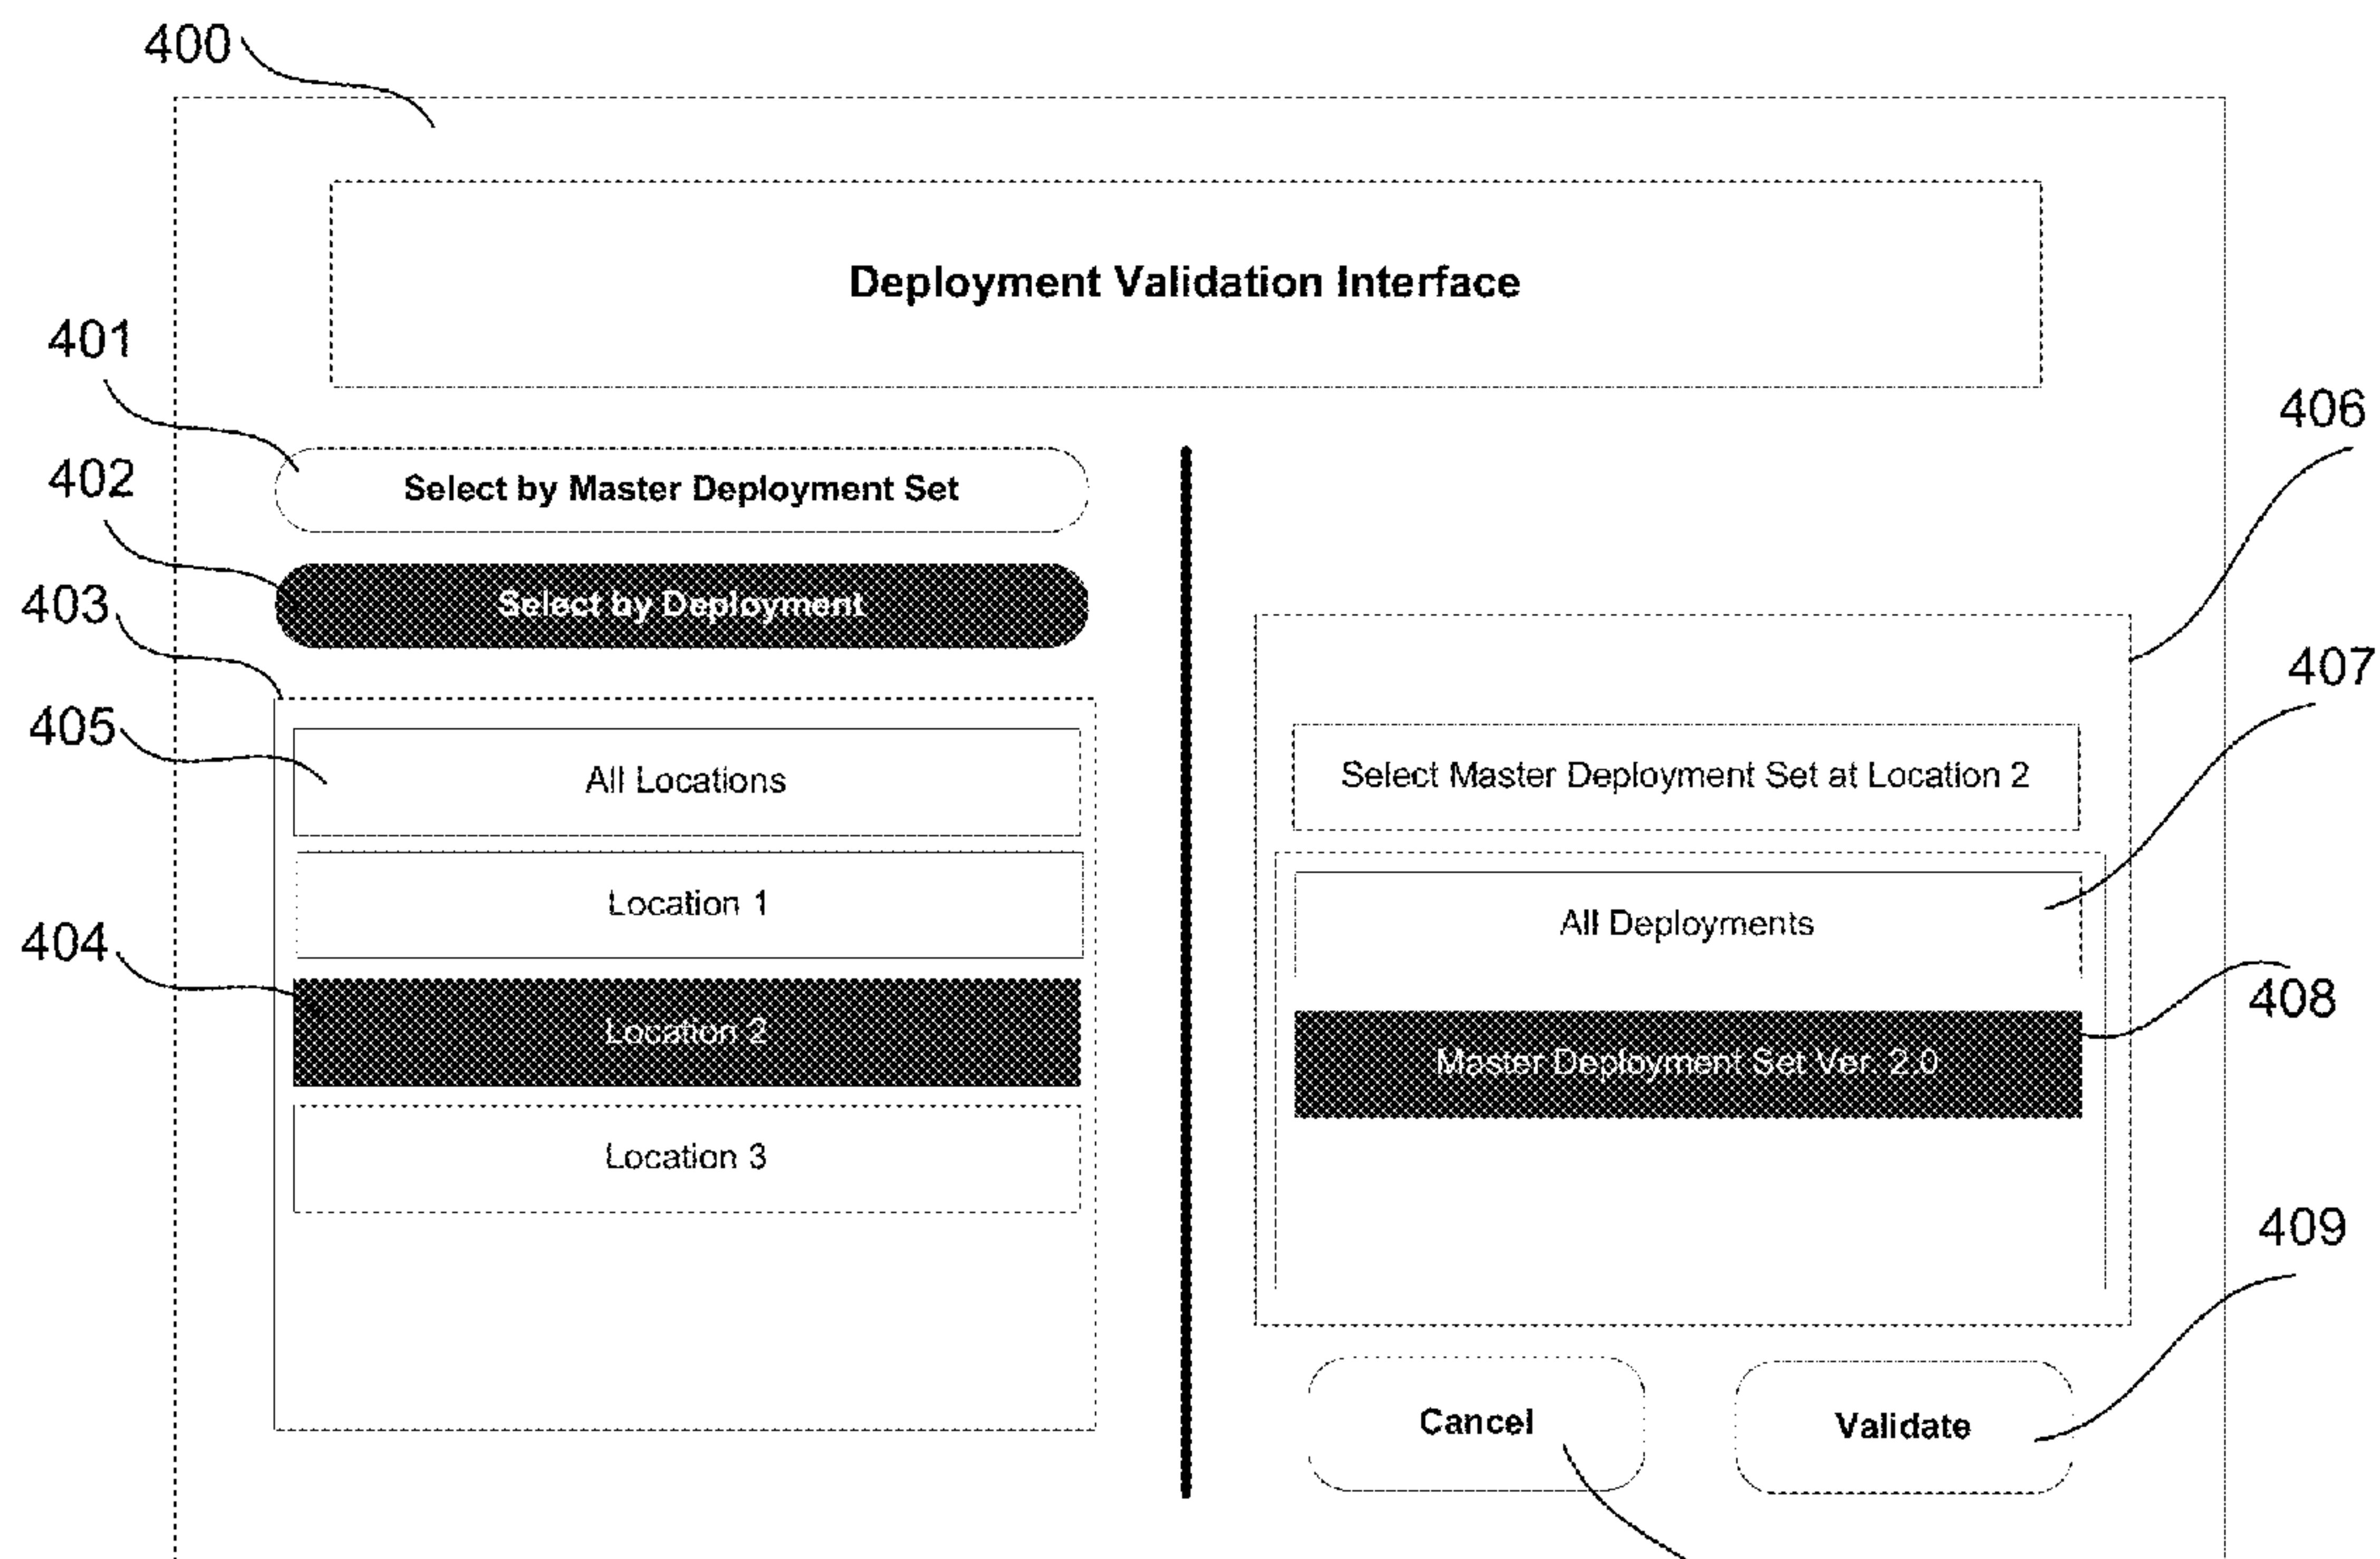 400
Deployment Validation Interface
401
Select by Master Deployment Set
402
Select by Deployment
403
405
All Locations
Location 1
404
Location 2
Location 3
406
407
Select Master Deployment Set at Location 2
All Deployments
408
Master Deployment Set Ver. 2.0
409
Cancel
Validate